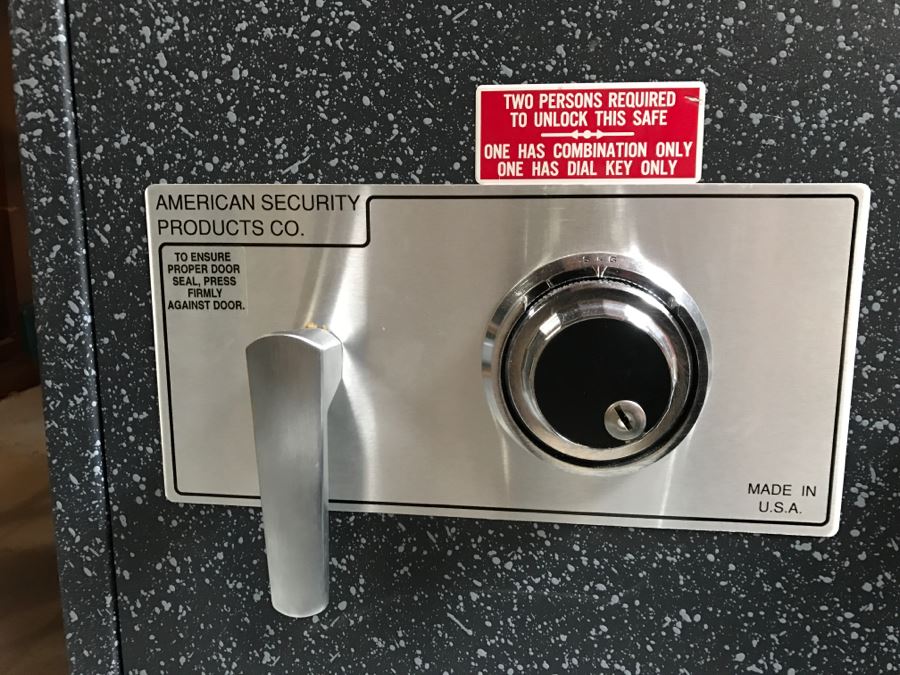 TWO PERSONS REQUIRED
TO UNLOCK THIS SAFE
ONE HAS COMBINATION ONLY
ONE HAS DIAL KEY ONLY
AMERICAN SECURITY
PRODUCTS CO.
TO ENSURE
PROPER DOOR
SEAL, PRESS
FIRMLY
AGAINST DOOR.
MADE IN
U.S.A.